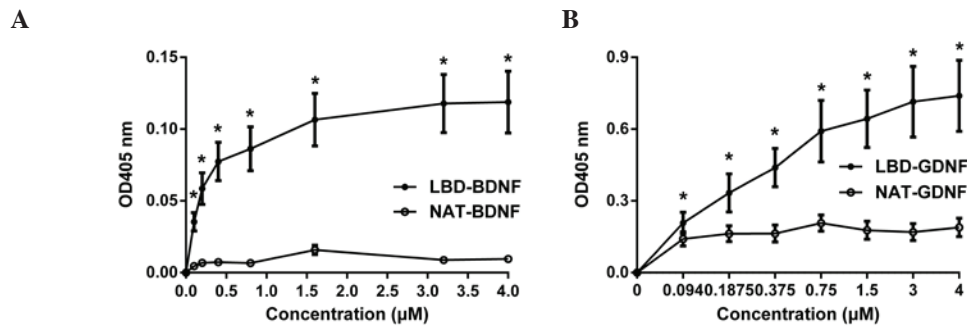 A
B
0.15
0.10
0.05
0.00
OD405 nm
* * * * * * *
LBD-BDNF
NAT-BDNF
0.0 0.5 1.0 1.5 2.0 2.5 3.0 3.5 4.0
Concentration (μM)
0.9
0.6
0.3
0.0
OD405 nm
* * * * * * *
LBD-GDNF
NAT-GDNF
0 0.094 0.1875 0.375 0.75 1.5 3 4
Concentration (μM)